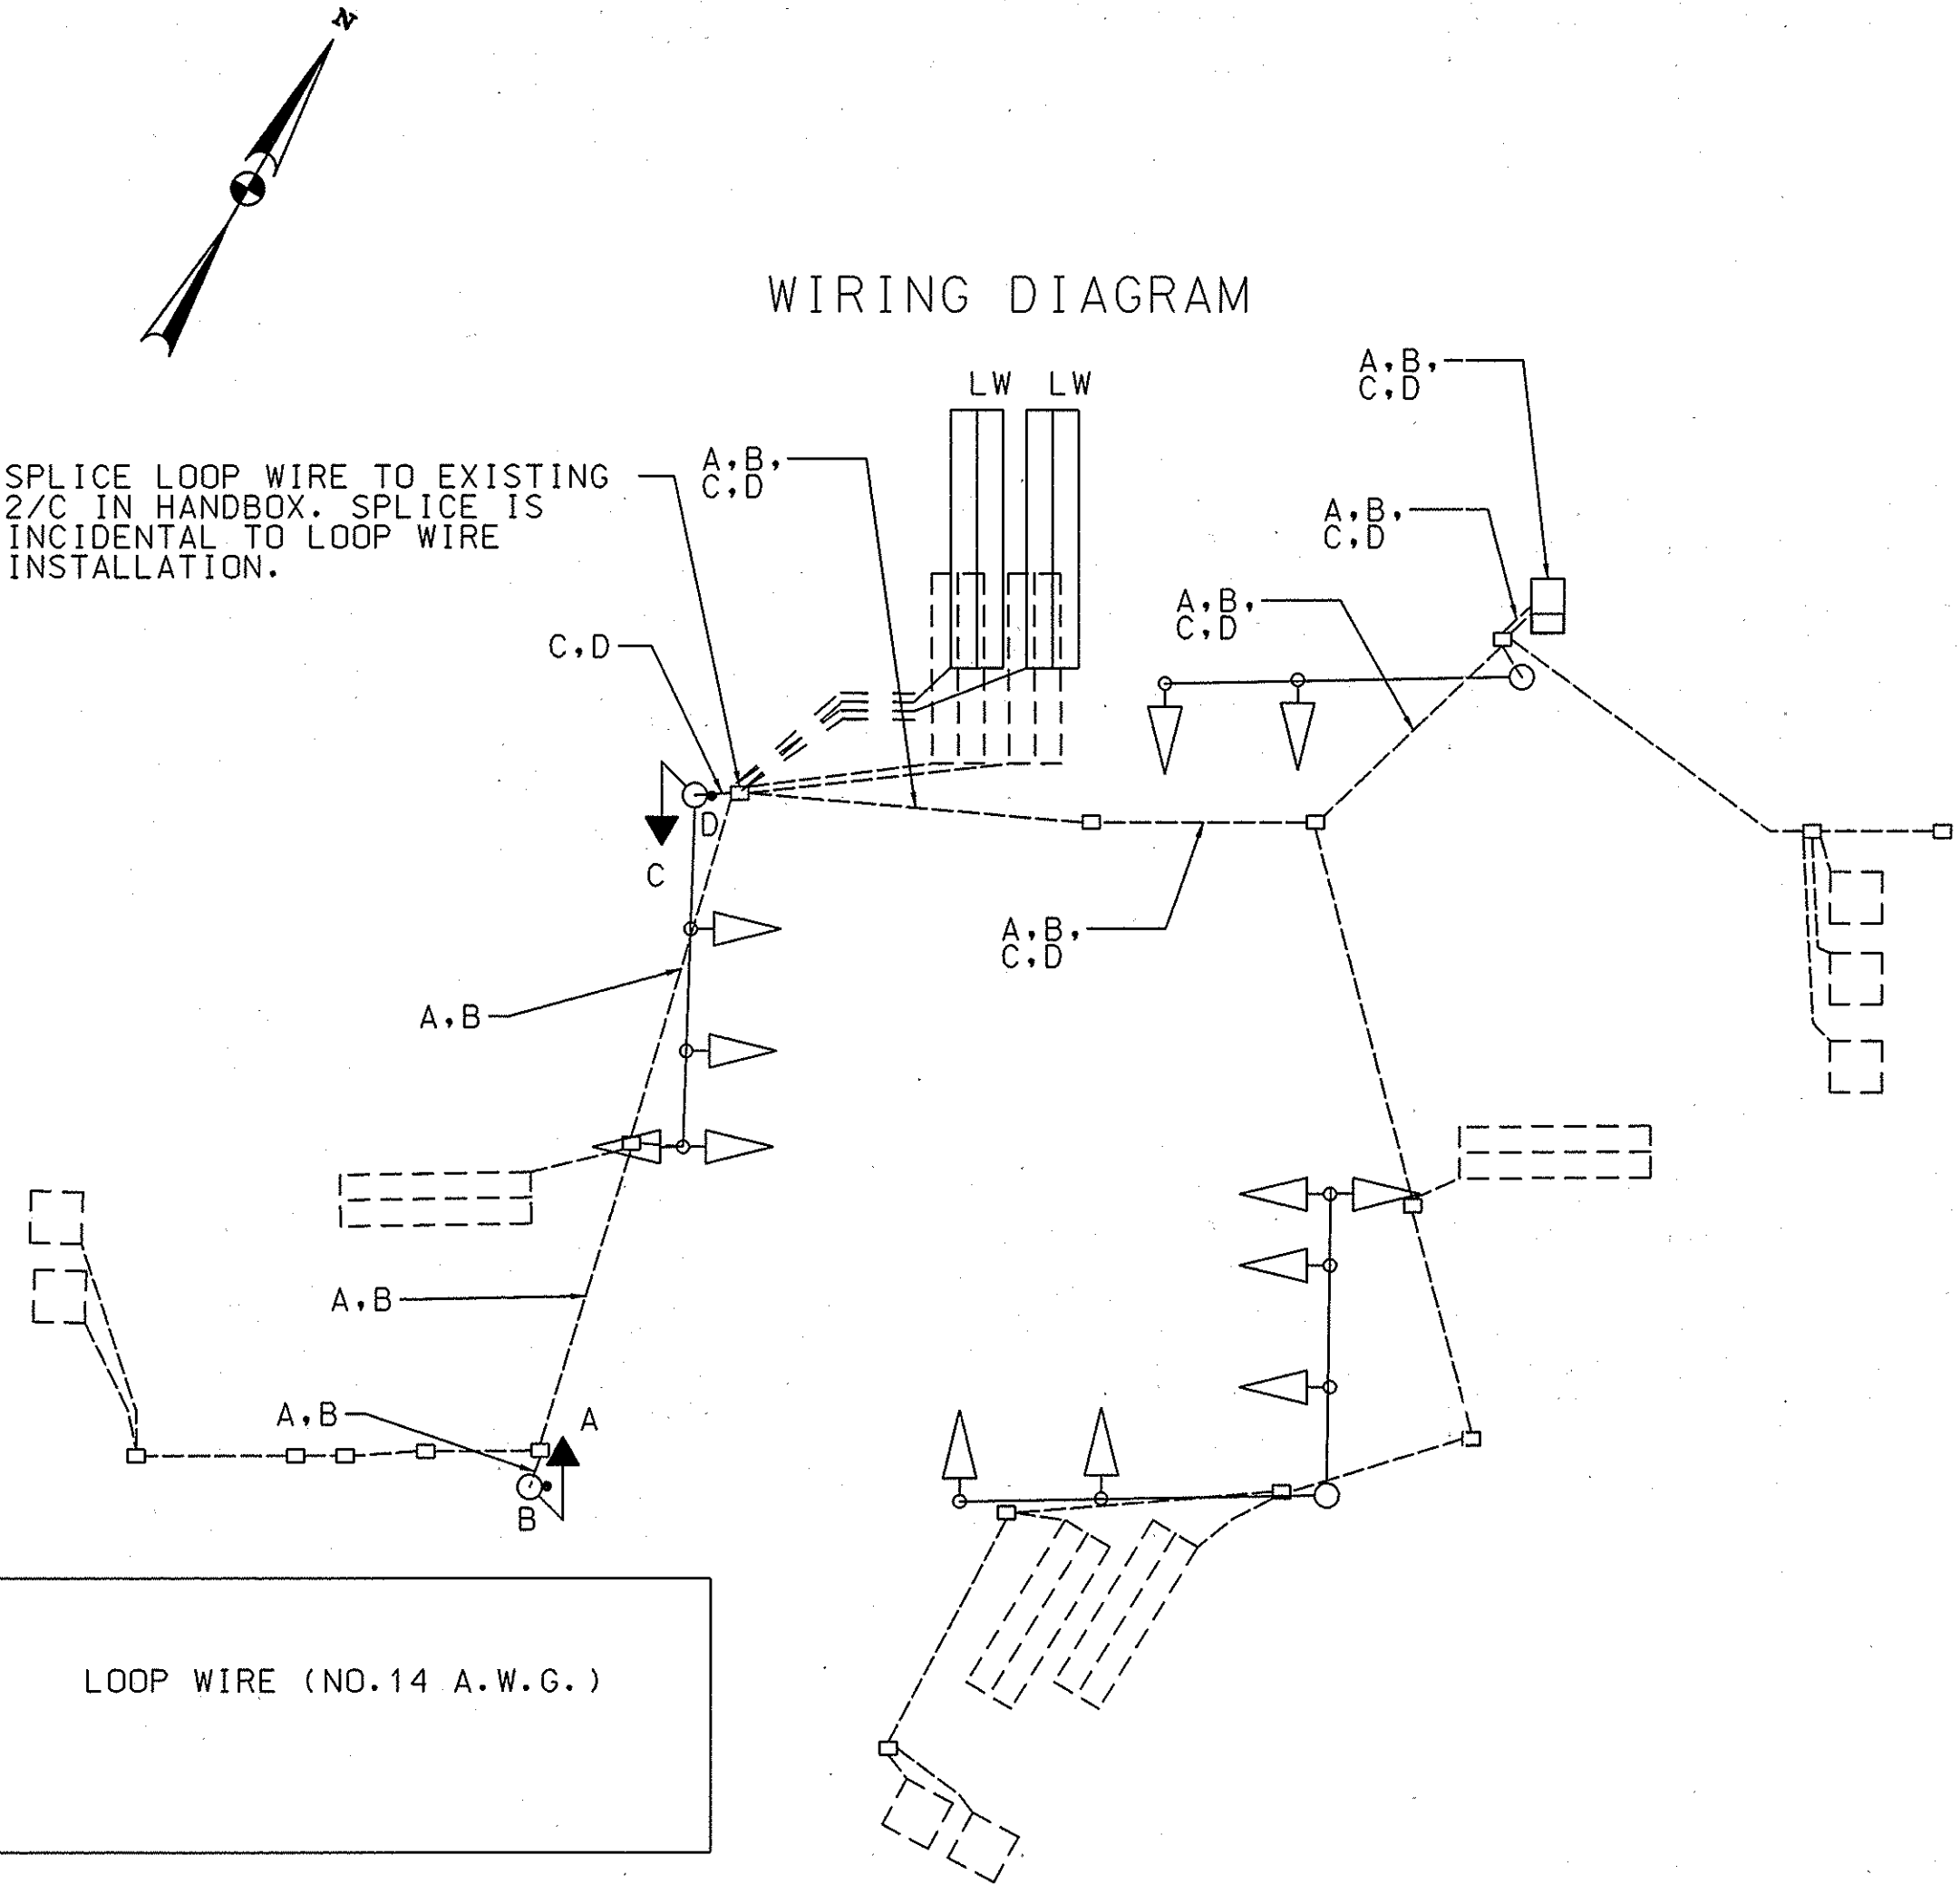 N
WIRING DIAGRAM
LW LW
A,B,
C,D
SPLICE LOOP WIRE TO EXISTING
2/C IN HANDBOX. SPLICE IS
INCIDENTAL TO LOOP WIRE
INSTALLATION.
A,B,
C,D
A,B,
C,D
A,B,
C,D
C,D
D
C
A,B,
C,D
A,B
A,B
A,B
A
B
LOOP WIRE (NO.14 A.W.G.)